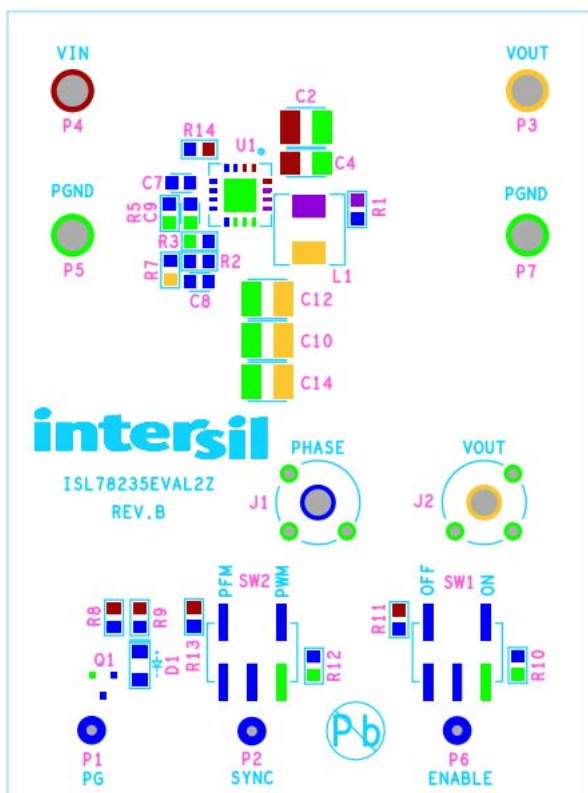 VIN
VOUT
P4
P3
C2
R14
U1
C4
C7
PGND
PGND
R5
C9
R1
R3
P5
P7
R7
R2
L1
C8
C12
C10
C14
intersil
PHASE
VOUT
ISL78235EVAL2Z
J1
J2
REV.B
PFM
SW2
PWM
OFF
SW1
ON
R8
R9
R13
R11
Q1
D1
R12
R10
Pb
P1
P2
P6
PG
SYNC
ENABLE